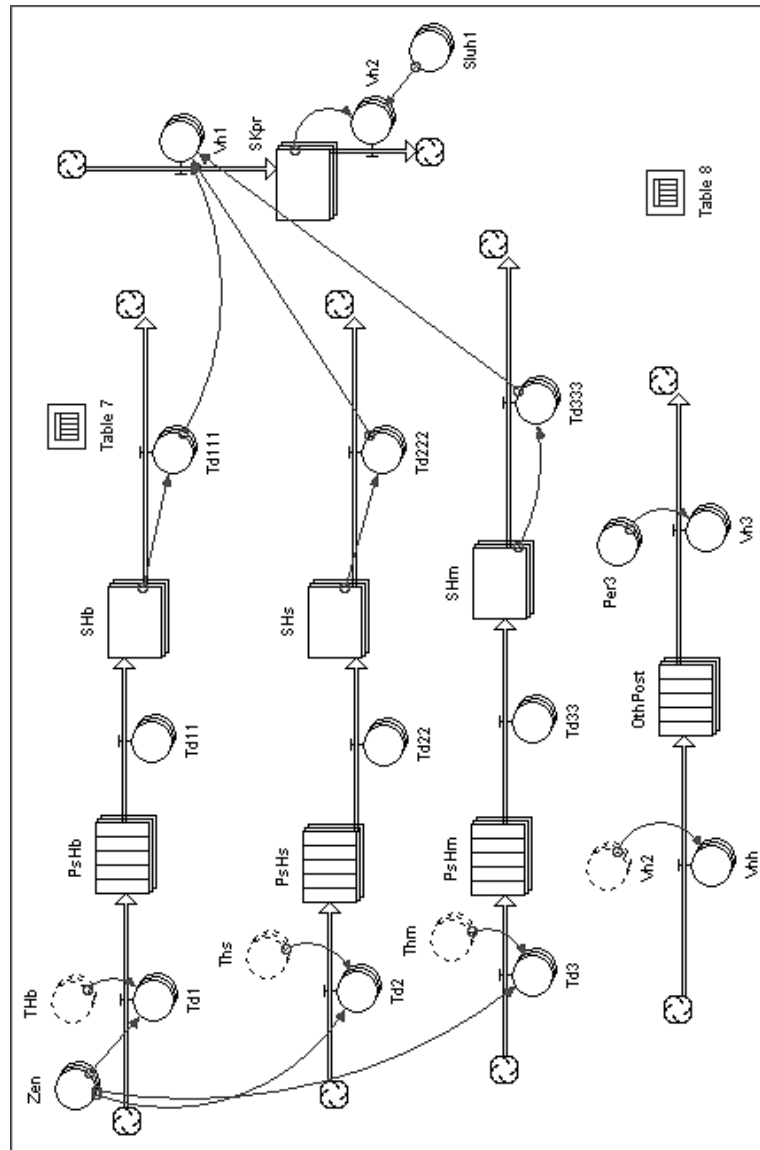 Zen
THb
PsHb
SHb
Table 7
Td1
Td11
Td111
Vh1
Ths
PsHs
SHs
SKpr
Vh2
Sluh1
Td2
Td22
Td222
Thm
PsHm
SHm
Td3
Td33
Td333
Per3
Vh2
OthPost
Table 8
Vhh
Vh3